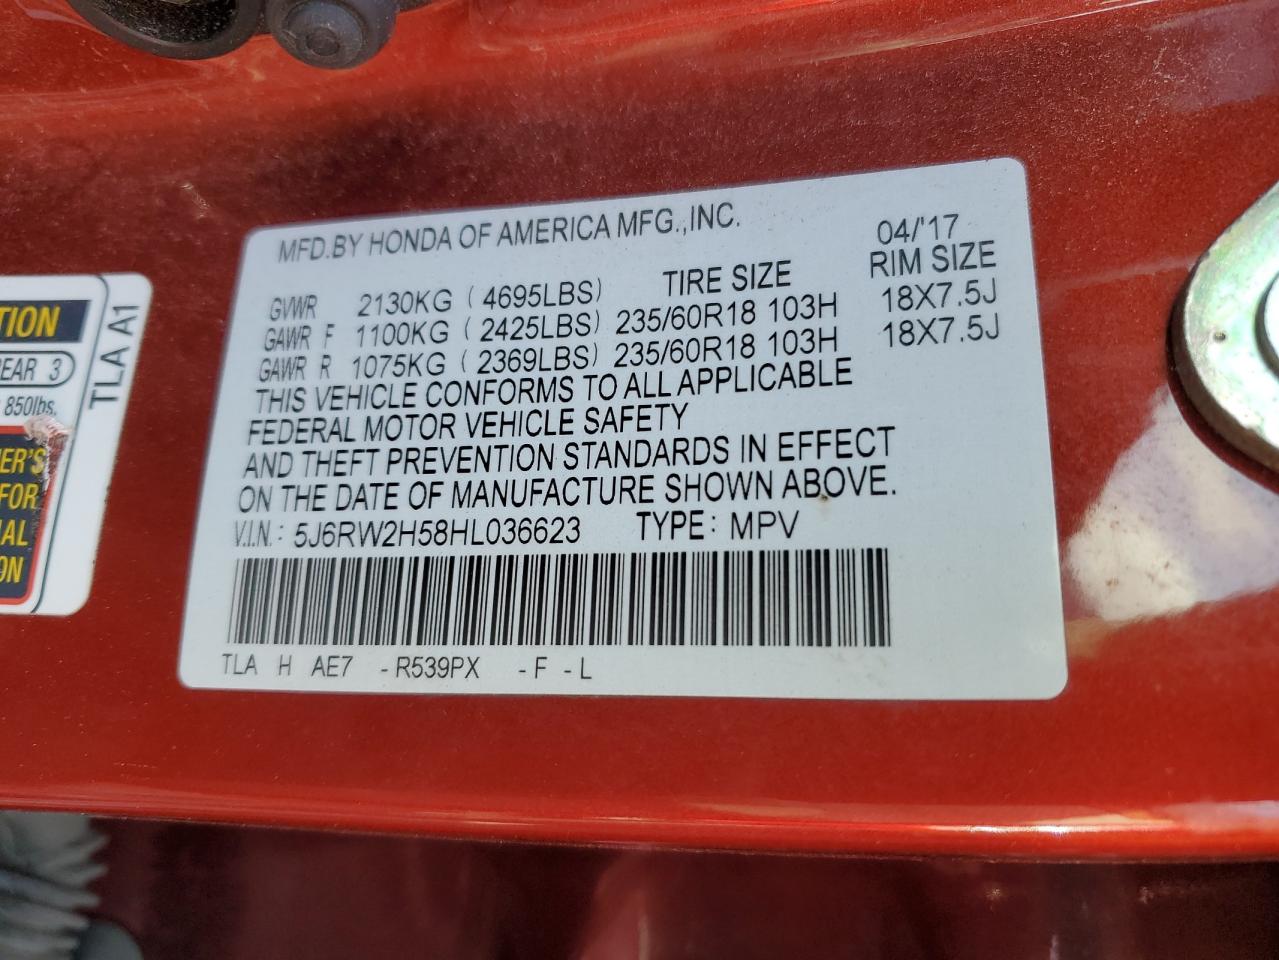 MFD.BY HONDA OF AMERICA MFG.,INC. 04/'17
TIRE SIZE RIM SIZE
GVWR 2130KG ( 4695LBS)
GAWR F 1100KG (2425LBS) 235/60R18 103H 18X7.5J
GAWR R 1075KG (2369LBS) 235/60R18 103H 18X7.5J
THIS VEHICLE CONFORMS TO ALL APPLICABLE
FEDERAL MOTOR VEHICLE SAFETY
AND THEFT PREVENTION STANDARDS IN EFFECT
ON THE DATE OF MANUFACTURE SHOWN ABOVE.
V.I.N.: 5J6RW2H58HL036623 TYPE: MPV
TLA H AE7 -R539PX -F -L
TION
EAR 3
850lbs.
TLA A1
ER'S
FOR
AL
ON